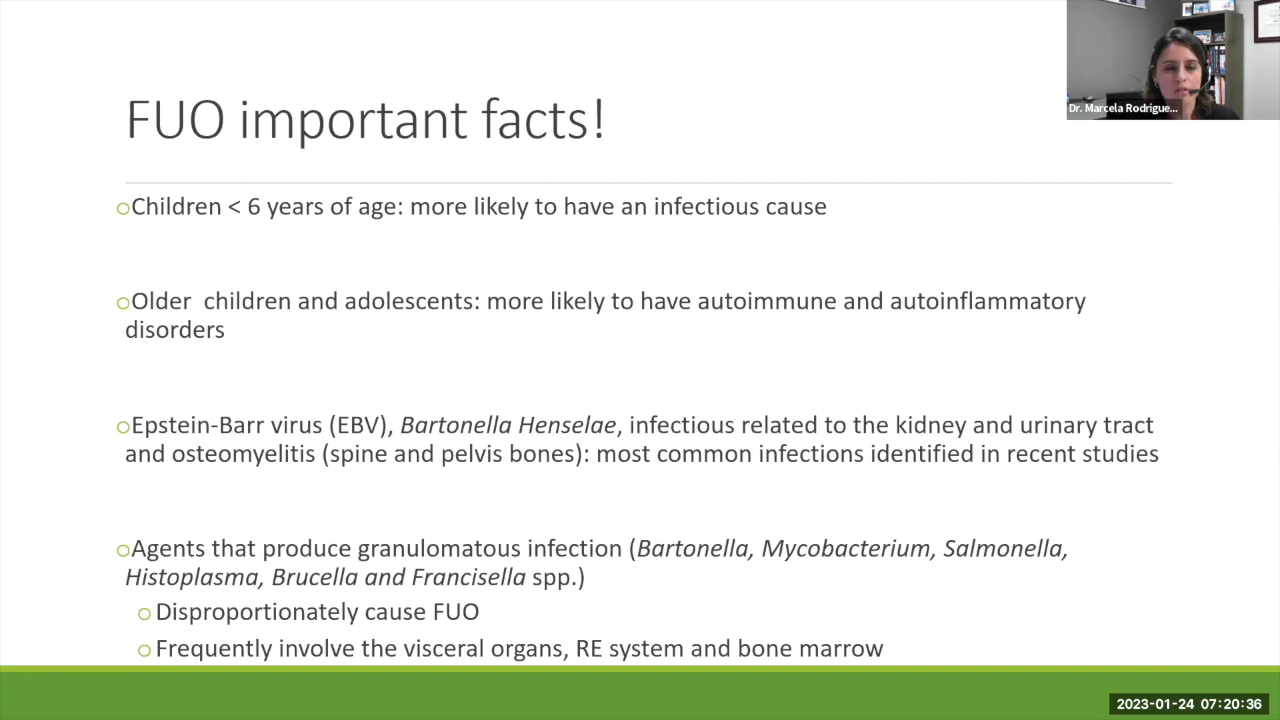 Dr. Marcela Rodrigue...
FUO important facts!
oChildren < 6 years of age: more likely to have an infectious cause
oOlder children and adolescents: more likely to have autoimmune and autoinflammatory
disorders
oEpstein-Barr virus (EBV), Bartonella Henselae, infectious related to the kidney and urinary tract
and osteomyelitis (spine and pelvis bones): most common infections identified in recent studies
oAgents that produce granulomatous infection (Bartonella, Mycobacterium, Salmonella,
Histoplasma, Brucella and Francisella spp.)
o Disproportionately cause FUO
o Frequently involve the visceral organs, RE system and bone marrow
2023-01-24 07:20:36